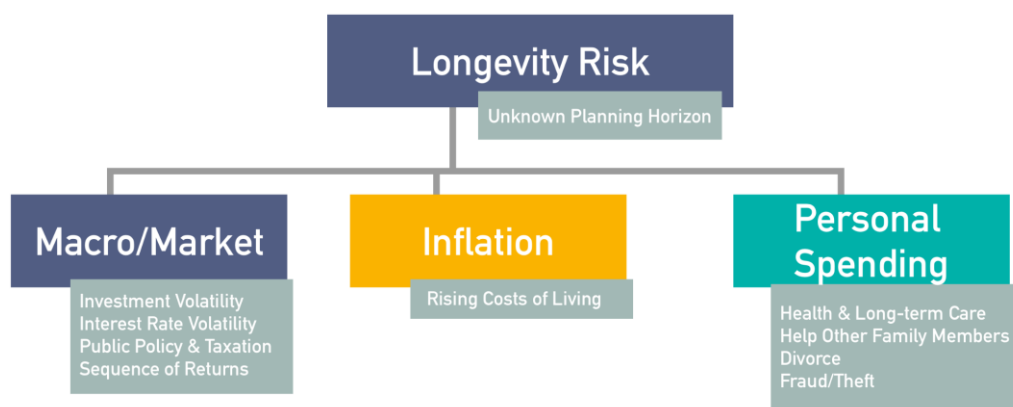 Longevity Risk
Unknown Planning Horizon
Macro/Market
Investment Volatility
Interest Rate Volatility
Public Policy & Taxation
Sequence of Returns
Inflation
Rising Costs of Living
Personal
Spending
Health & Long-term Care
Help Other Family Members
Divorce
Fraud/Theft